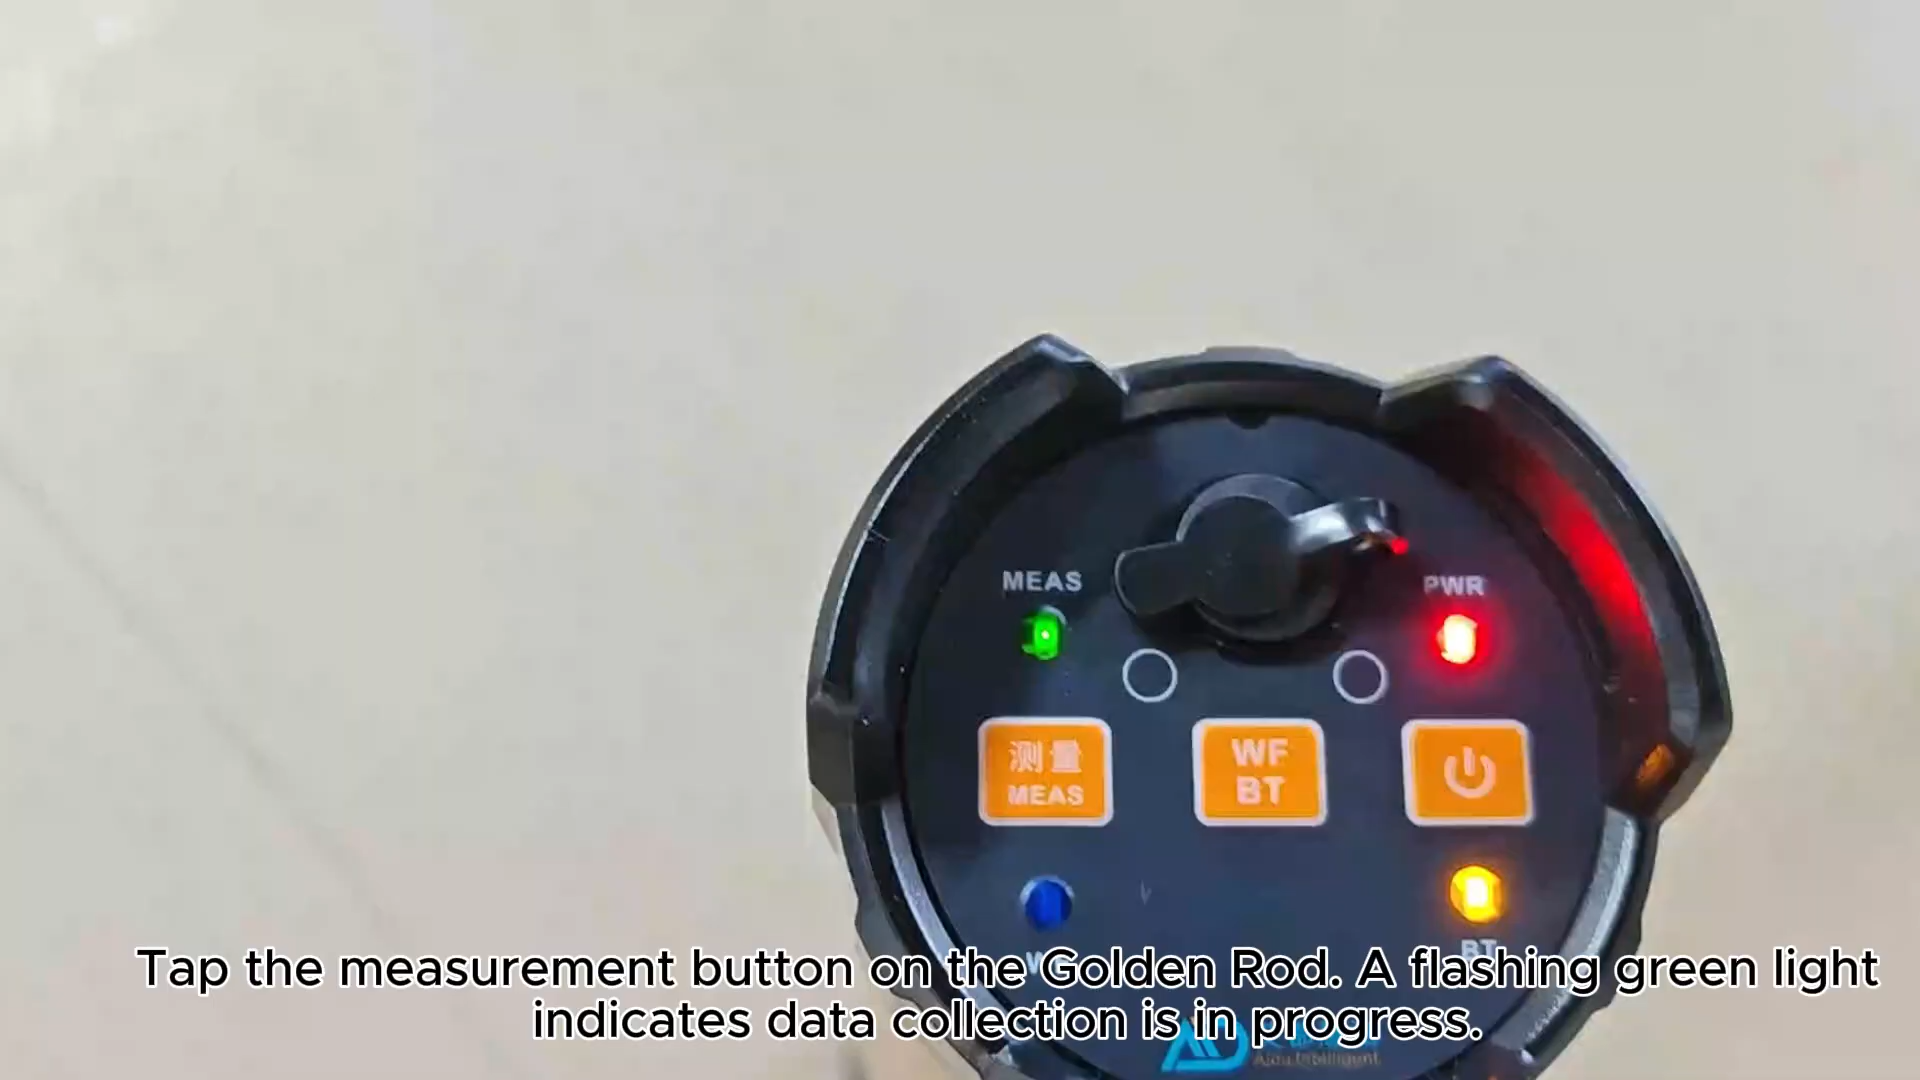 MEAS
PWR
测量
MEAS
WF
BT
BT
Tap the measurement button on the Golden Rod. A flashing green light
indicates data collection is in progress.